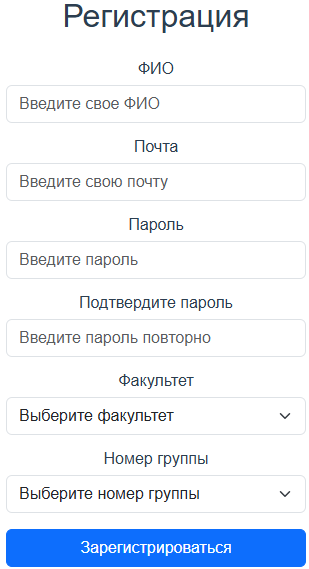 Регистрация
ФИО
Введите свое ФИО
Почта
Введите свою почту
Пароль
Введите пароль
Подтвердите пароль
Введите пароль повторно
Факультет
Выберите факультет
Номер группы
Выберите номер группы
Зарегистрироваться